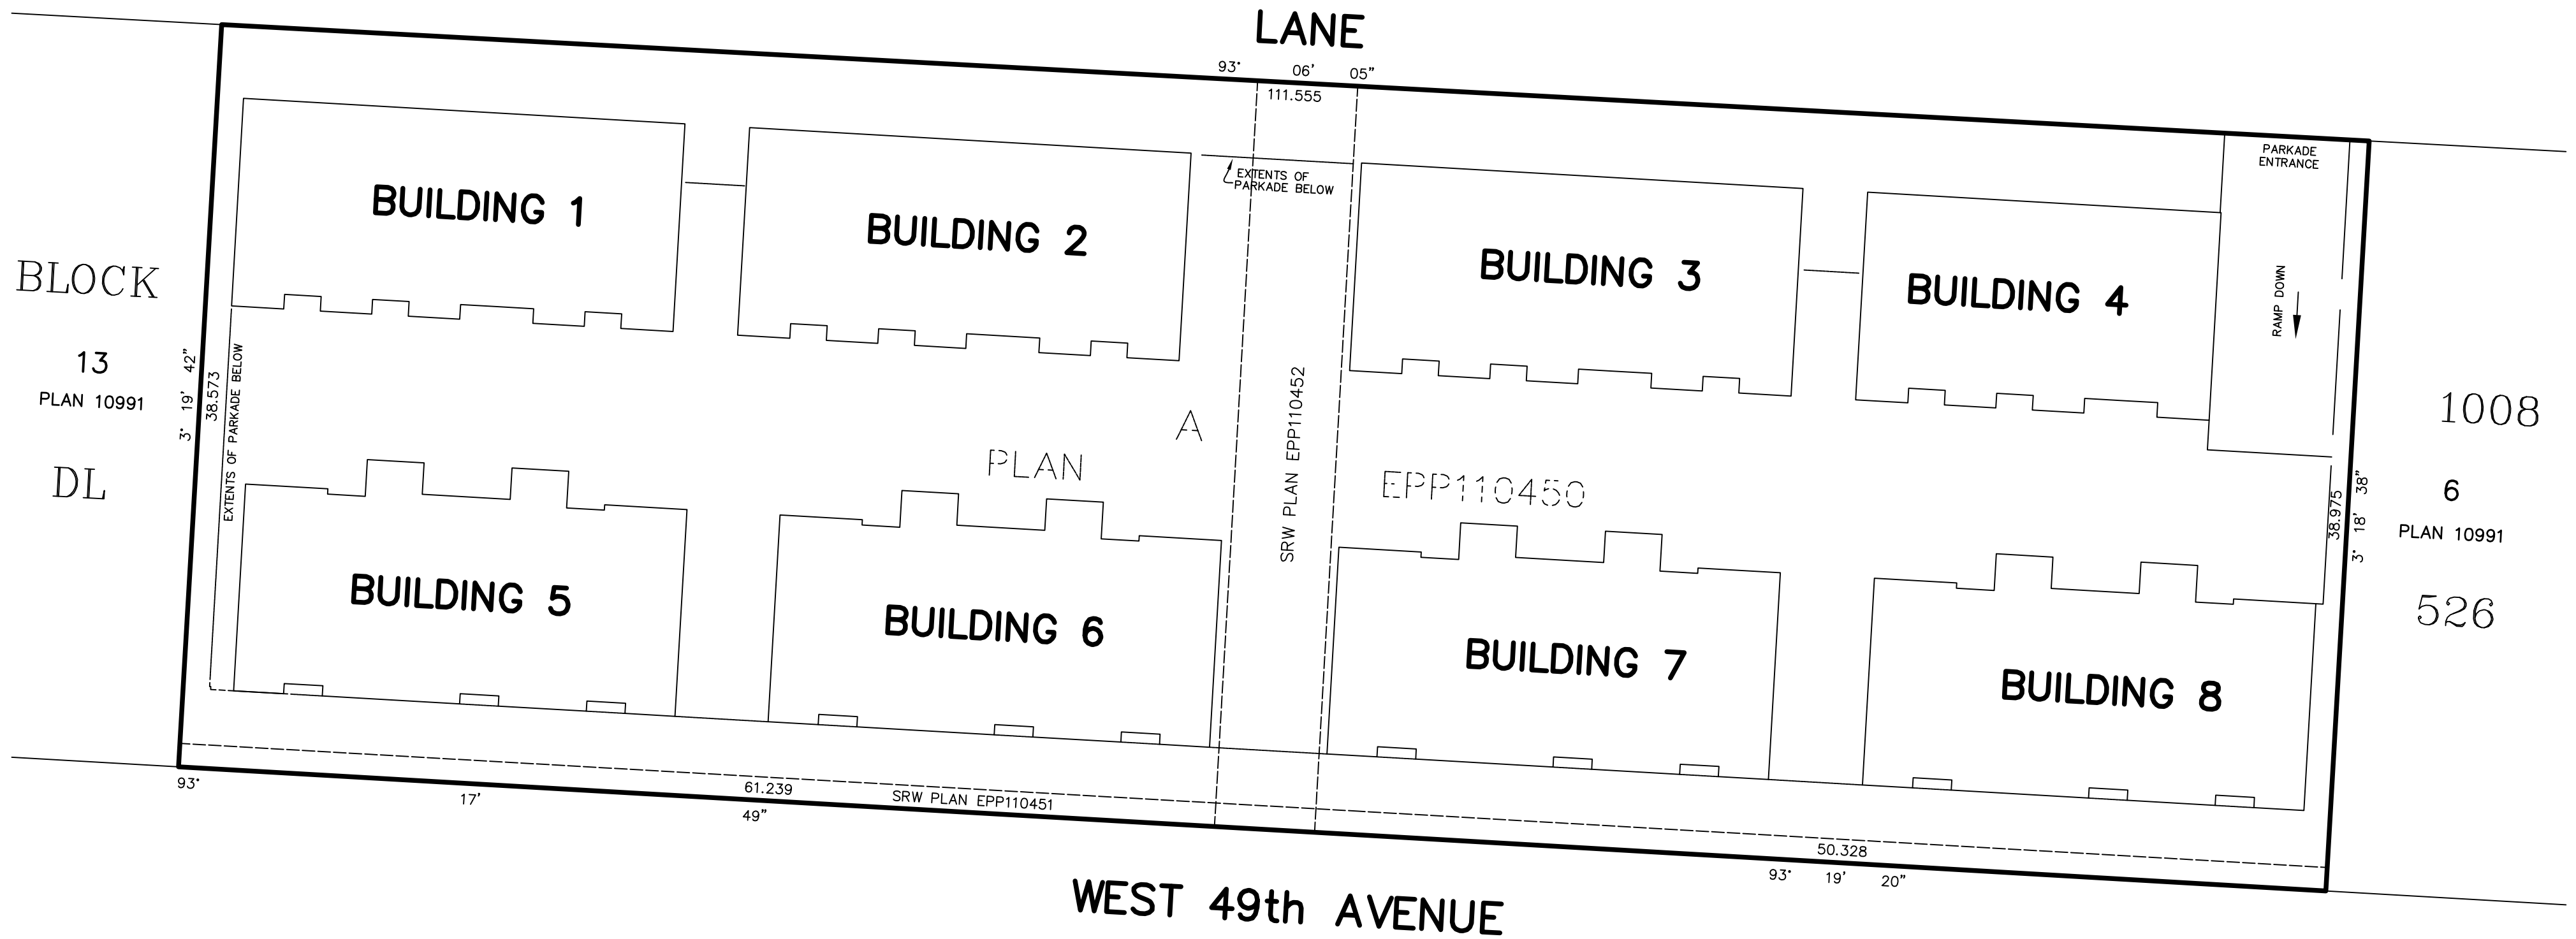 LANE
93° 06' 05"
111.555
PARKADE
ENTRANCE
EXTENTS OF
PARKADE BELOW
BUILDING 1
BUILDING 2
BUILDING 3
BUILDING 4
RAMP DOWN
BLOCK
13
PLAN 10991
DL
3° 19' 42"
38.573
EXTENTS OF PARKADE BELOW
A
PLAN
EPP110450
SRW PLAN EPP110452
1008
6
PLAN 10991
526
38.975
3° 18' 38"
BUILDING 5
BUILDING 6
BUILDING 7
BUILDING 8
93° 17' 49"
61.239
SRW PLAN EPP110451
50.328
93° 19' 20"
WEST 49th AVENUE